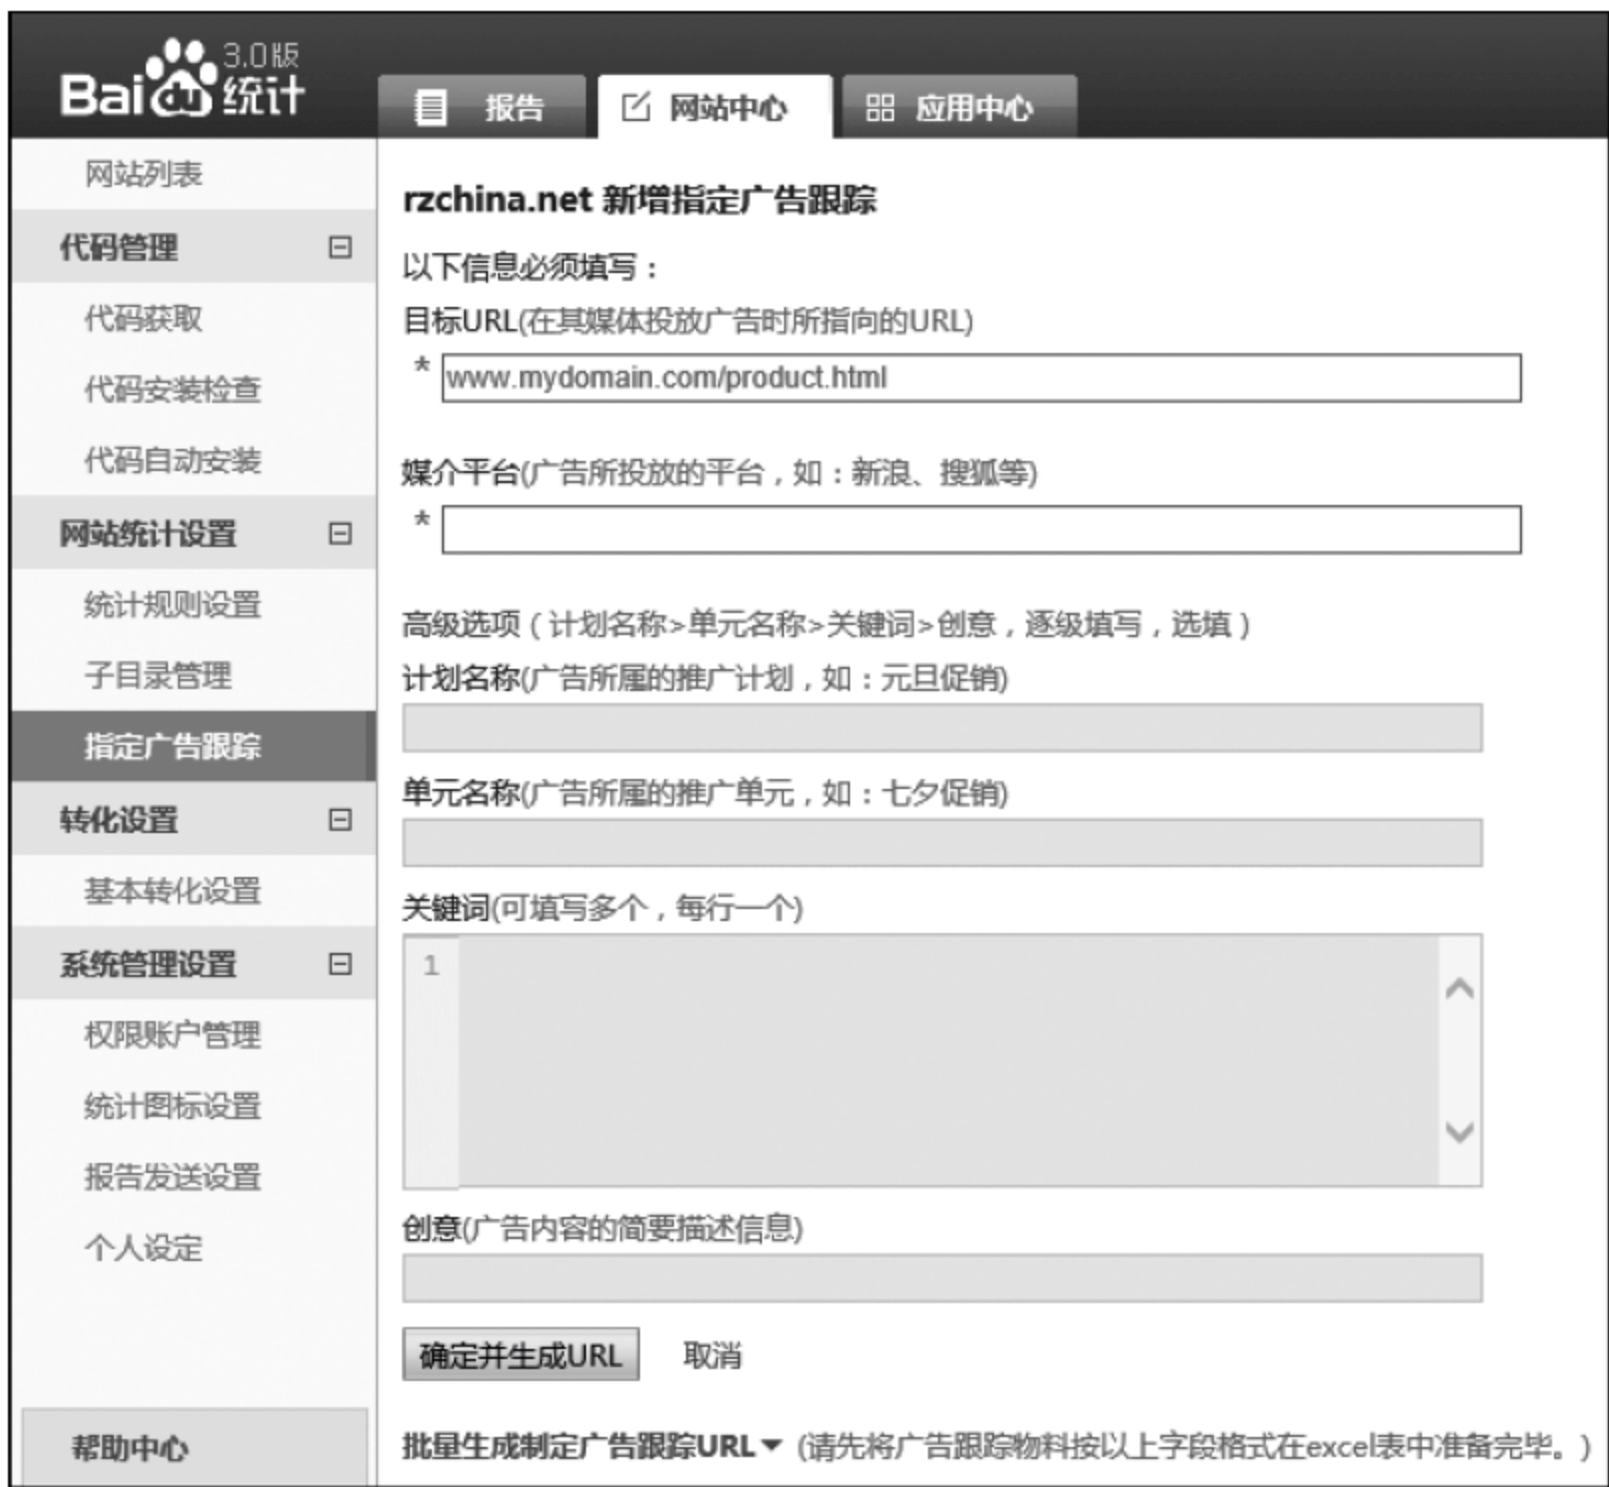 Baidu 统计 3.0版
报告
网站中心
应用中心
网站列表
代码管理
代码获取
代码安装检查
代码自动安装
网站统计设置
统计规则设置
子目录管理
指定广告跟踪
转化设置
基本转化设置
系统管理设置
权限账户管理
统计图标设置
报告发送设置
个人设定
帮助中心
rzchina.net 新增指定广告跟踪
以下信息必须填写：
目标URL(在其媒体投放广告时所指向的URL)
* www.mydomain.com/product.html
媒介平台(广告所投放的平台，如：新浪、搜狐等)
*
高级选项（计划名称>单元名称>关键词>创意，逐级填写，选填）
计划名称(广告所属的推广计划，如：元旦促销)
单元名称(广告所属的推广单元，如：七夕促销)
关键词(可填写多个，每行一个)
1
创意(广告内容的简要描述信息)
确定并生成URL 取消
批量生成制定广告跟踪URL (请先将广告跟踪物料按以上字段格式在excel表中准备完毕。)